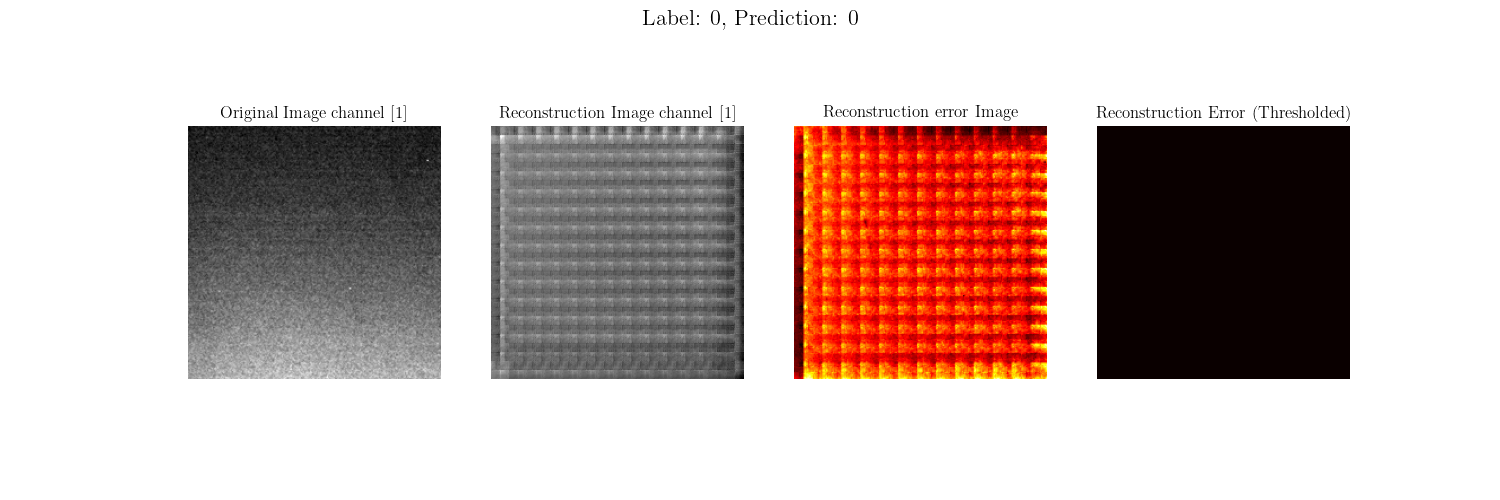 Label: 0, Prediction: 0
Original Image channel [1]
Reconstruction Image channel [1]
Reconstruction error Image
Reconstruction Error (Thresholded)